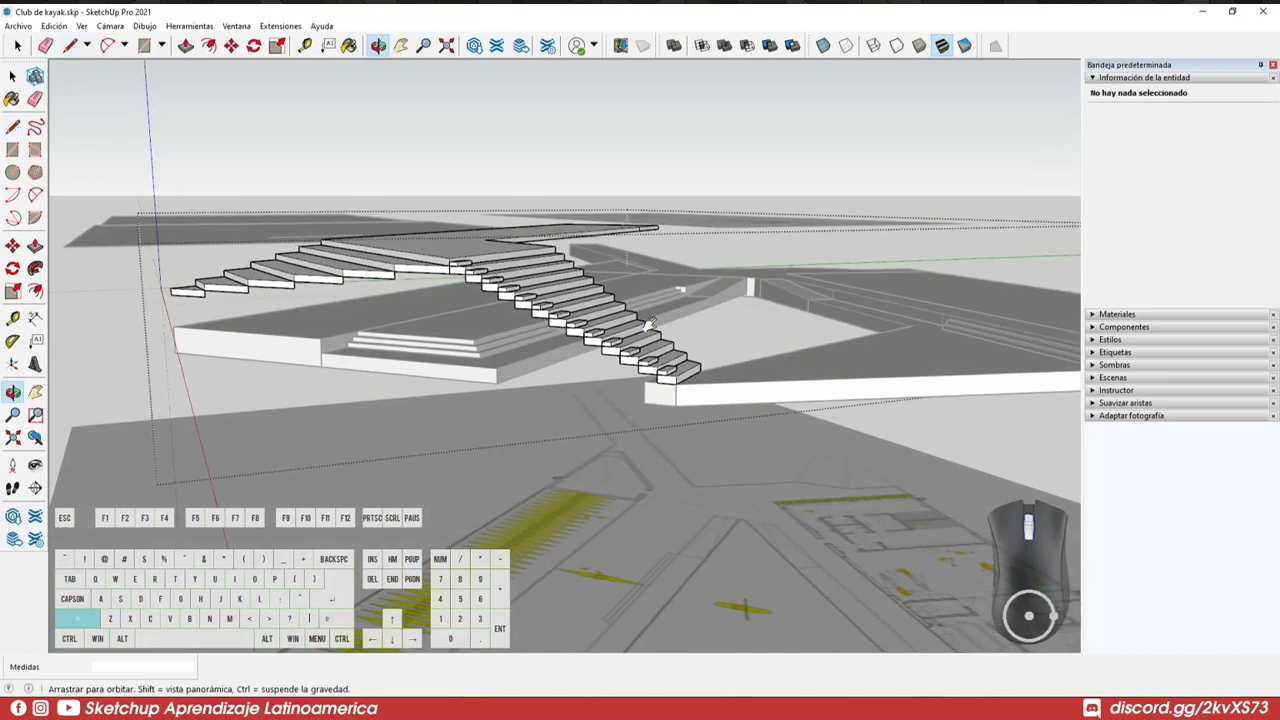 Club de kayak.skp - SketchUp Pro 2021
Archivo Edición Ver Cámara Dibujo Herramientas Ventana Extensiones Ayuda
Bandeja predeterminada
Información de la entidad
No hay nada seleccionado
Materiales
Componentes
Estilos
Etiquetas
Sombras
Escenas
Instructor
Suavizar aristas
Adaptar fotografía
ESC F1 F2 F3 F4 F5 F6 F7 F8 F9 F10 F11 F12 PRTSC SCRL PAUS
~ ! @ # $ % ^ & * ( ) _ + BACKSPC INS HM PGUP NUM / * -
TAB Q W E R T Y U I O P { } DEL END PGDN 7 8 9
CAPSON A S D F G H J K L : 4 5 6 +
Z X C V B N M < > ? 1 2 3
CTRL WIN ALT ALT WIN MENU CTRL ← ↓ → 0 . ENT
↑
Medidas
Arrastrar para orbitar. Shift = vista panorámica, Ctrl = suspende la gravedad.
Sketchup Aprendizaje Latinoamerica
discord.gg/2kvXS73